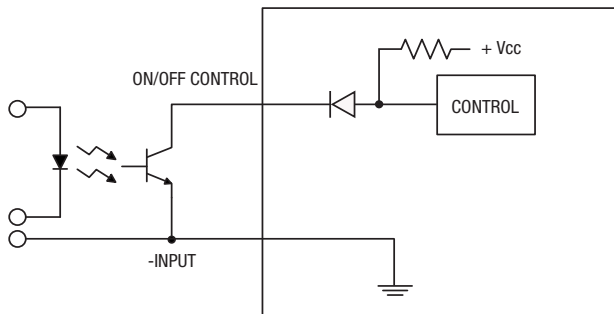 + Vcc
ON/OFF CONTROL
CONTROL
-INPUT